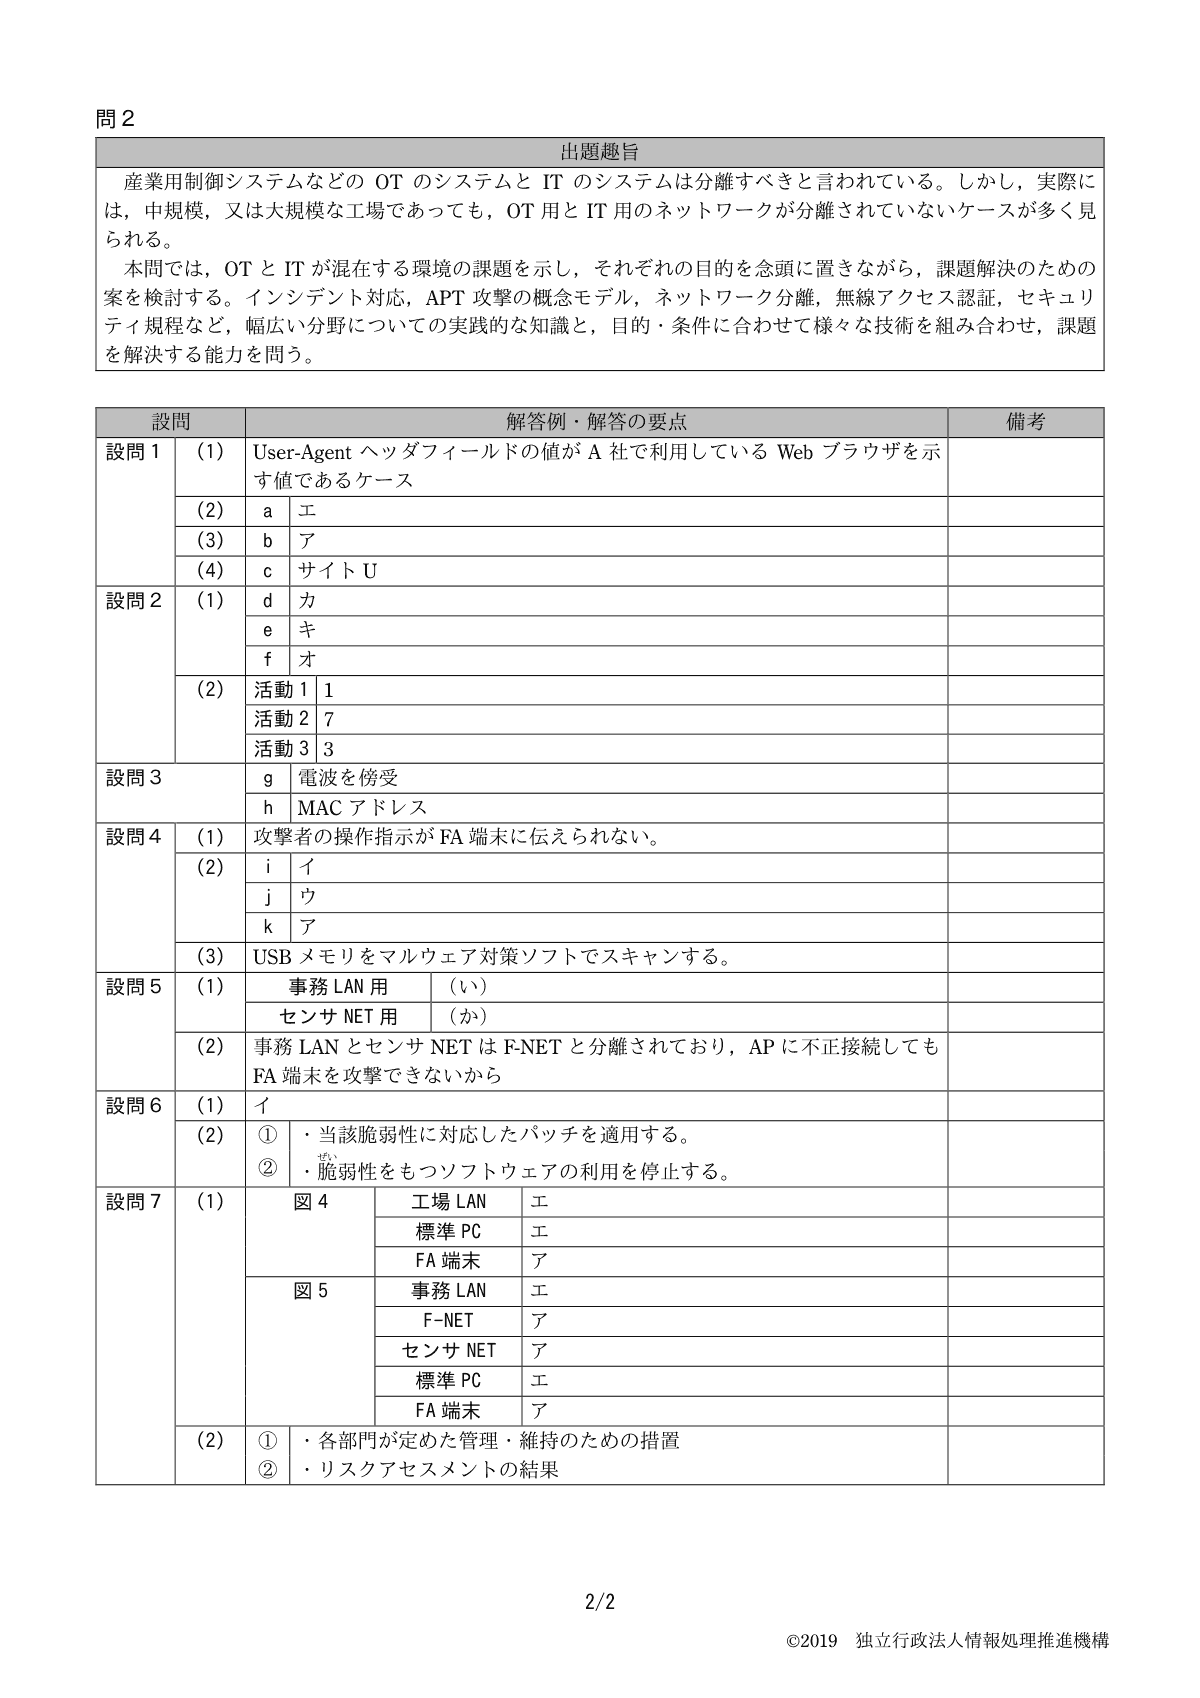 問2
出題趣旨
産業用制御システムなどの OT のシステムと IT のシステムは分離すべきと言われている。しかし，実際に
は，中規模，又は大規模な工場であっても，OT 用と IT 用のネットワークが分離されていないケースが多く見
られる。
本問では，OT と IT が混在する環境の課題を示し，それぞれの目的を念頭に置きながら，課題解決のための
案を検討する。インシデント対応，APT 攻撃の概念モデル，ネットワーク分離，無線アクセス認証，セキュリ
ティ規程など，幅広い分野についての実践的な知識と，目的・条件に合わせて様々な技術を組み合わせ，課題
を解決する能力を問う。
設問 解答例・解答の要点 備考
設問1 (1) User-Agent ヘッダフィールドの値が A 社で利用している Web ブラウザを示
す値であるケース
(2) a エ
(3) b ア
(4) c サイト U
設問2 (1) d カ
e キ
f オ
(2) 活動1 1
活動2 7
活動3 3
設問3 g 電波を傍受
h MAC アドレス
設問4 (1) 攻撃者の操作指示が FA 端末に伝えられない。
(2) i イ
j ウ
k ア
(3) USB メモリをマルウェア対策ソフトでスキャンする。
設問5 (1) 事務 LAN 用 （い）
センサ NET 用 （か）
(2) 事務 LAN とセンサ NET は F-NET と分離されており，AP に不正接続しても
FA 端末を攻撃できないから
設問6 (1) イ
(2) ① ・当該脆弱性に対応したパッチを適用する。
ぜい
② ・脆弱性をもつソフトウェアの利用を停止する。
設問7 (1) 図4 工場 LAN エ
標準 PC エ
FA 端末 ア
図5 事務 LAN エ
F-NET ア
センサ NET ア
標準 PC エ
FA 端末 ア
(2) ① ・各部門が定めた管理・維持のための措置
② ・リスクアセスメントの結果
2/2
©2019 独立行政法人情報処理推進機構